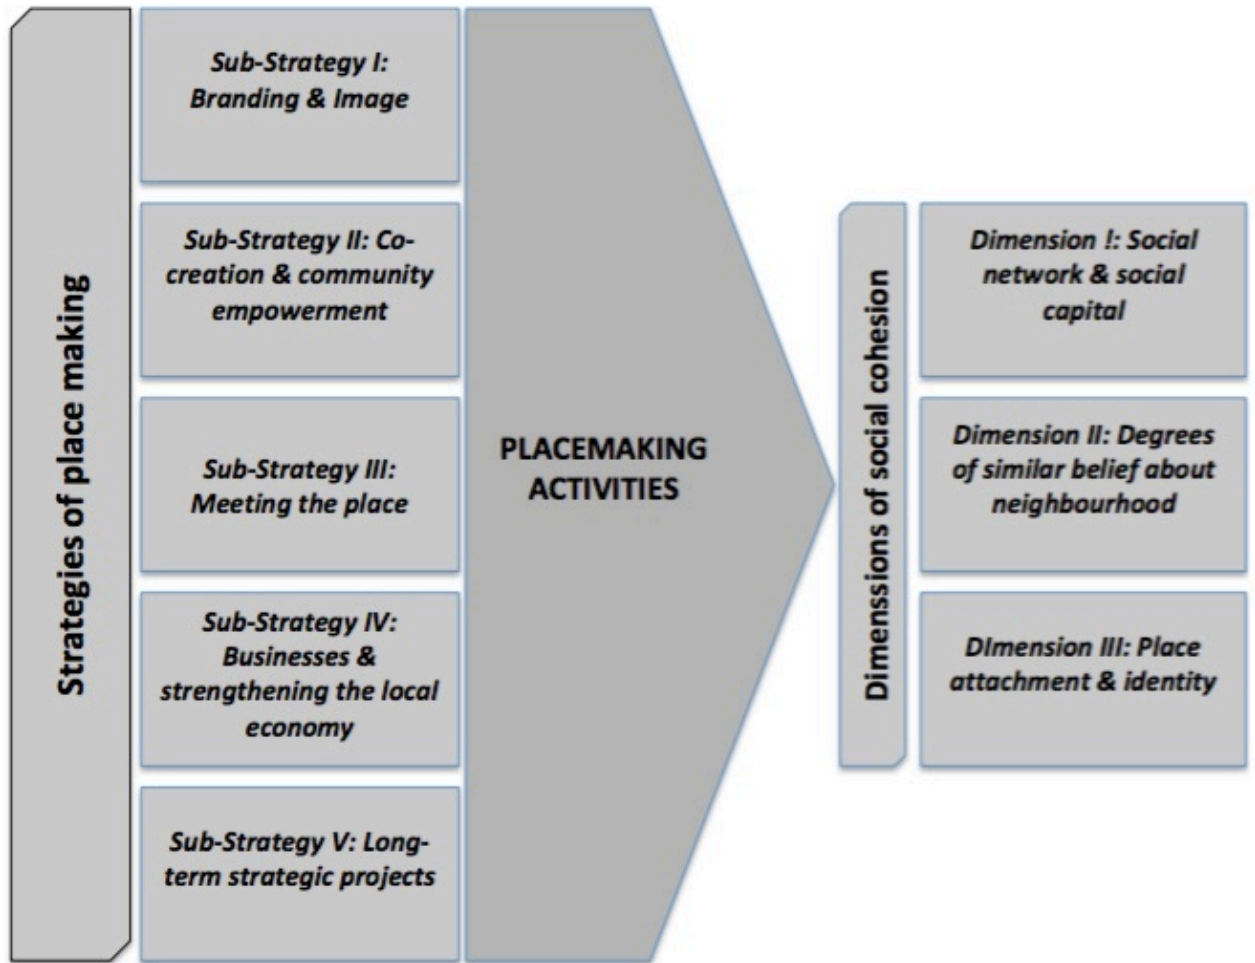 Strategies of place making
Sub-Strategy I:
Branding & Image
Sub-Strategy II: Co-
creation & community
empowerment
Sub-Strategy III:
Meeting the place
Sub-Strategy IV:
Businesses &
strengthening the local
economy
Sub-Strategy V: Long-
term strategic projects
PLACEMAKING
ACTIVITIES
Dimenssions of social cohesion
Dimension !: Social
network & social
capital
Dimension II: Degrees
of similar belief about
neighbourhood
DImension III: Place
attachment & identity